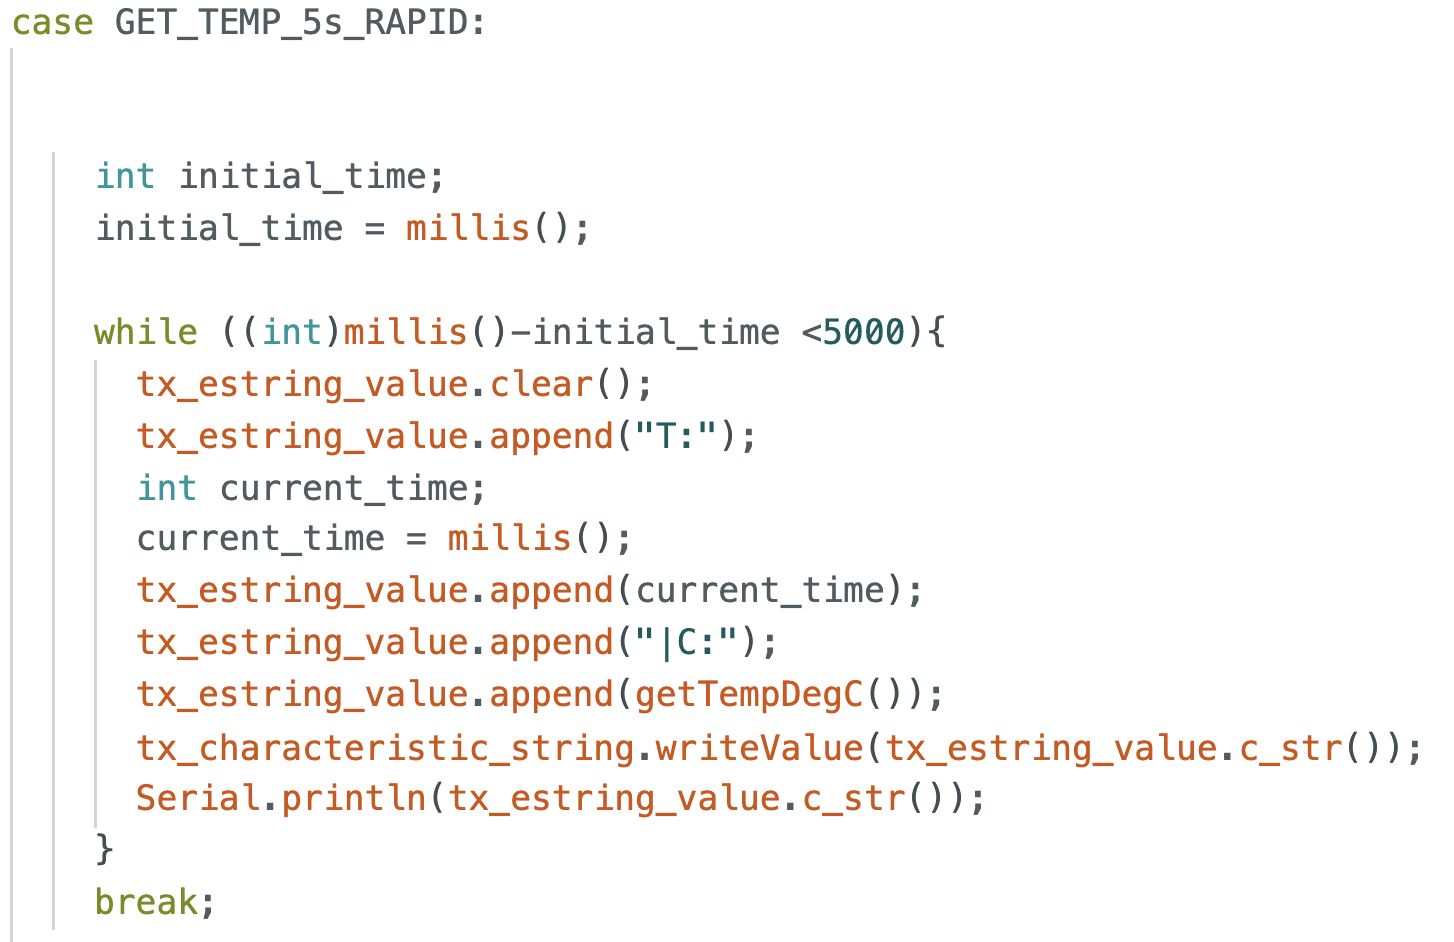 case GET_TEMP_5s_RAPID:
int initial_time;
initial_time = millis();
while ((int)millis()-initial_time <5000){
tx_estring_value.clear();
tx_estring_value.append("T:");
int current_time;
current_time = millis();
tx_estring_value.append(current_time);
tx_estring_value.append("|C:");
tx_estring_value.append(getTempDegC());
tx_characteristic_string.writeValue(tx_estring_value.c_str());
Serial.println(tx_estring_value.c_str());
}
break;